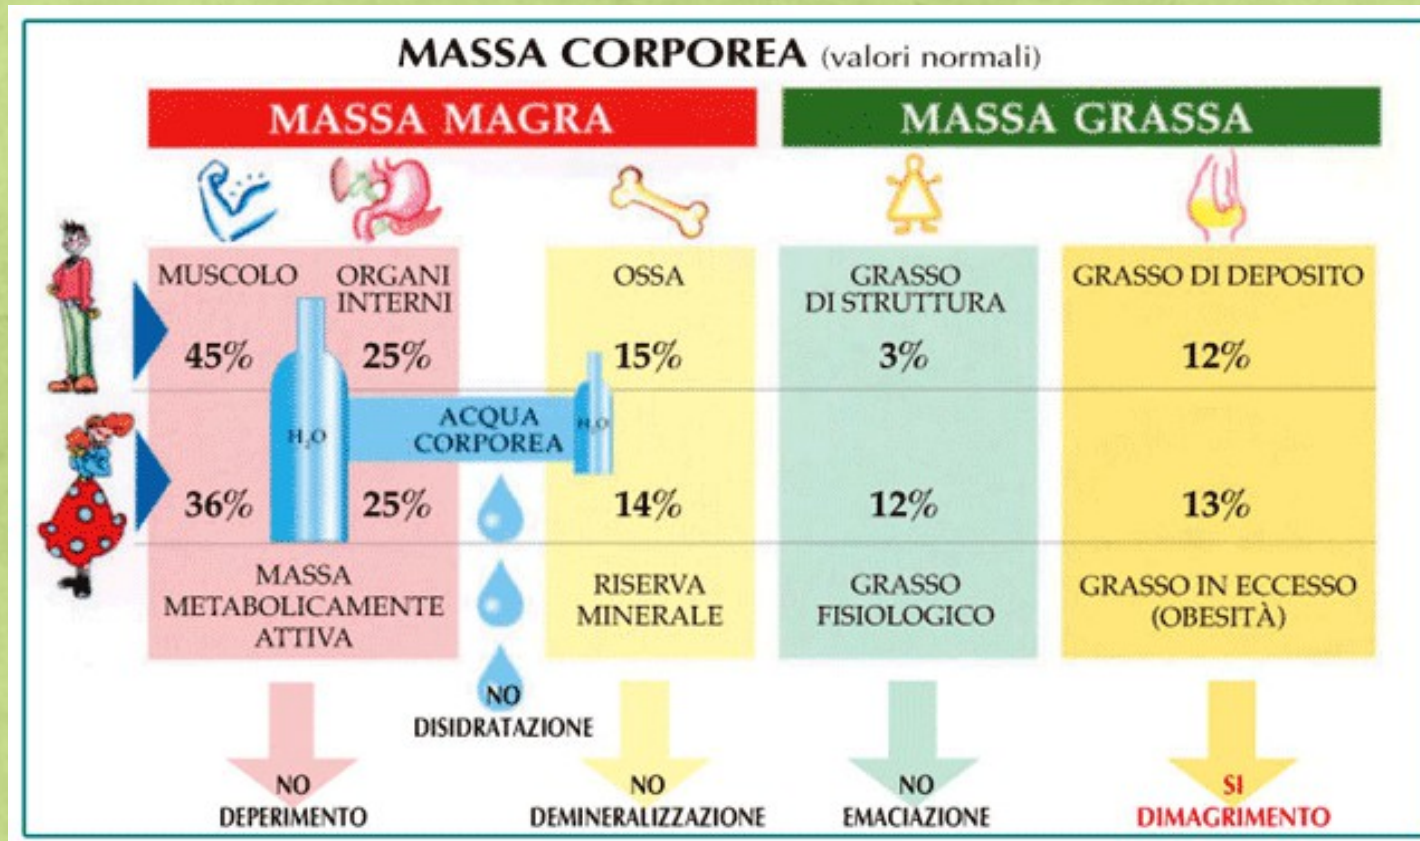 MASSA CORPOREA (valori normali)
MASSA MAGRA
MASSA GRASSA
MUSCOLO
ORGANI
INTERNI
OSSA
GRASSO
DI STRUTTURA
GRASSO DI DEPOSITO
45%
25%
15%
3%
12%
H₂O
ACQUA
CORPOREA
H₂O
36%
25%
14%
12%
13%
MASSA
METABOLICAMENTE
ATTIVA
RISERVA
MINERALE
GRASSO
FISIOLOGICO
GRASSO IN ECCESSO
(OBESITÀ)
NO
DISIDRATAZIONE
NO
DEPERIMENTO
NO
DEMINERALIZZAZIONE
NO
EMACIAZIONE
SI
DIMAGRIMENTO